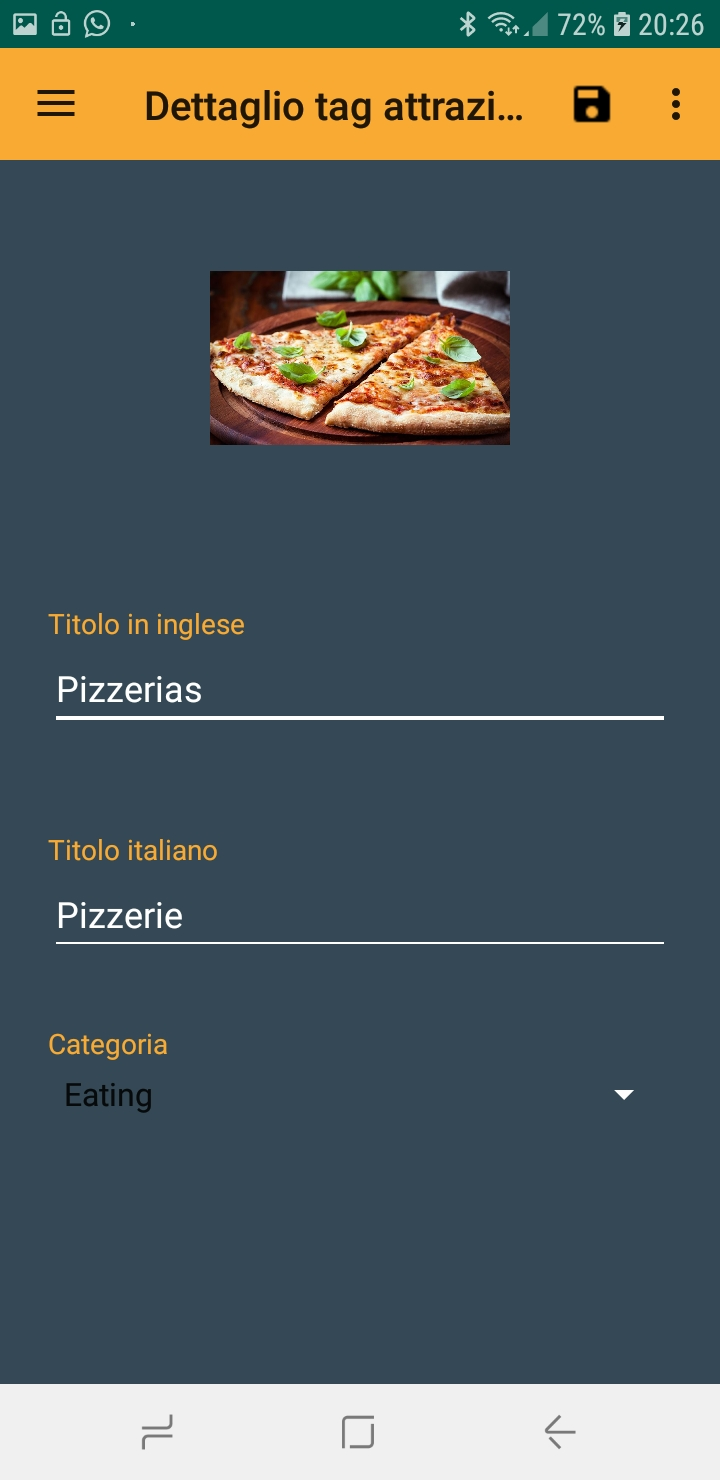 72% 20:26
Dettaglio tag attrazi...
Titolo in inglese
Pizzerias
Titolo italiano
Pizzerie
Categoria
Eating